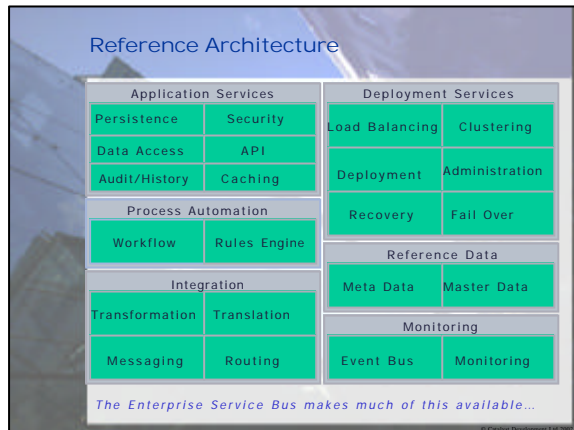 Reference Architecture
Application Services
Persistence Security
Data Access API
Audit/History Caching
Process Automation
Workflow Rules Engine
Integration
Transformation Translation
Messaging Routing
Deployment Services
Load Balancing Clustering
Deployment Administration
Recovery Fail Over
Reference Data
Meta Data Master Data
Monitoring
Event Bus Monitoring
The Enterprise Service Bus makes much of this available…